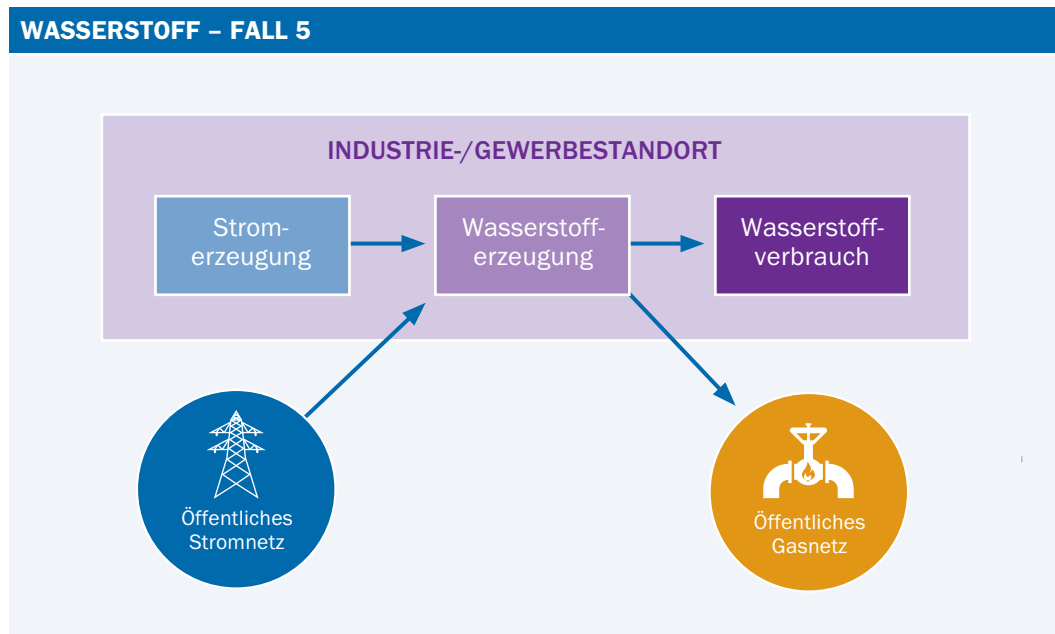 WASSERSTOFF – FALL 5
INDUSTRIE-/GEWERBESTANDORT
Strom-
erzeugung
Wasserstoff-
erzeugung
Wasserstoff-
verbrauch
Öffentliches
Stromnetz
Öffentliches
Gasnetz